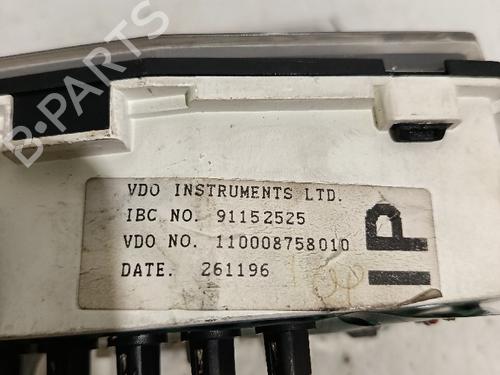 B-PARTS
VDO INSTRUMENTS LTD.
IBC NO. 91152525
VDO NO. 110008758010
DATE. 261196
IP